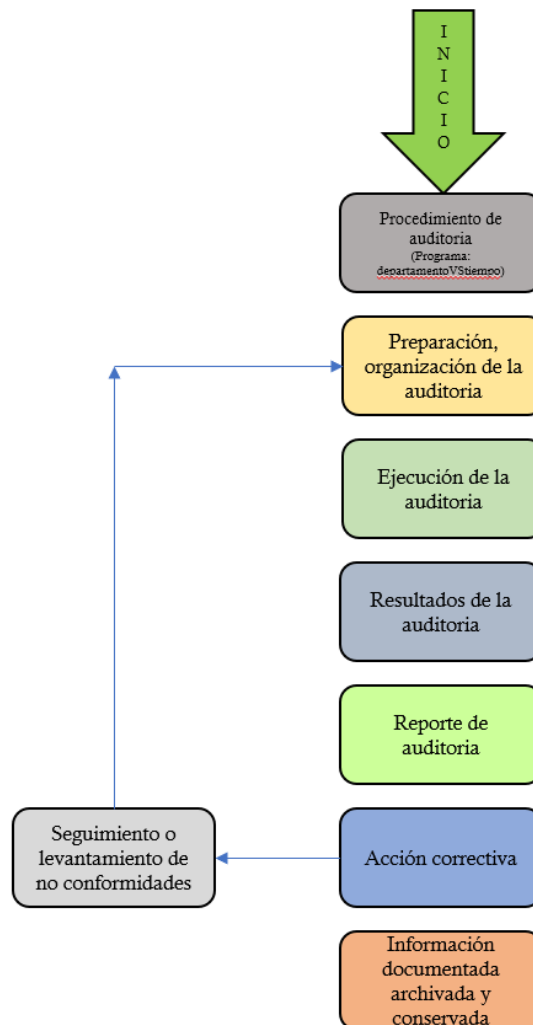 INICIO
Procedimiento de
auditoria
(Programa:
departamentoVStiempo)
Preparación,
organización de la
auditoria
Ejecución de la
auditoria
Resultados de la
auditoria
Reporte de
auditoria
Seguimiento o
levantamiento de
no conformidades
Acción correctiva
Información
documentada
archivada y
conservada